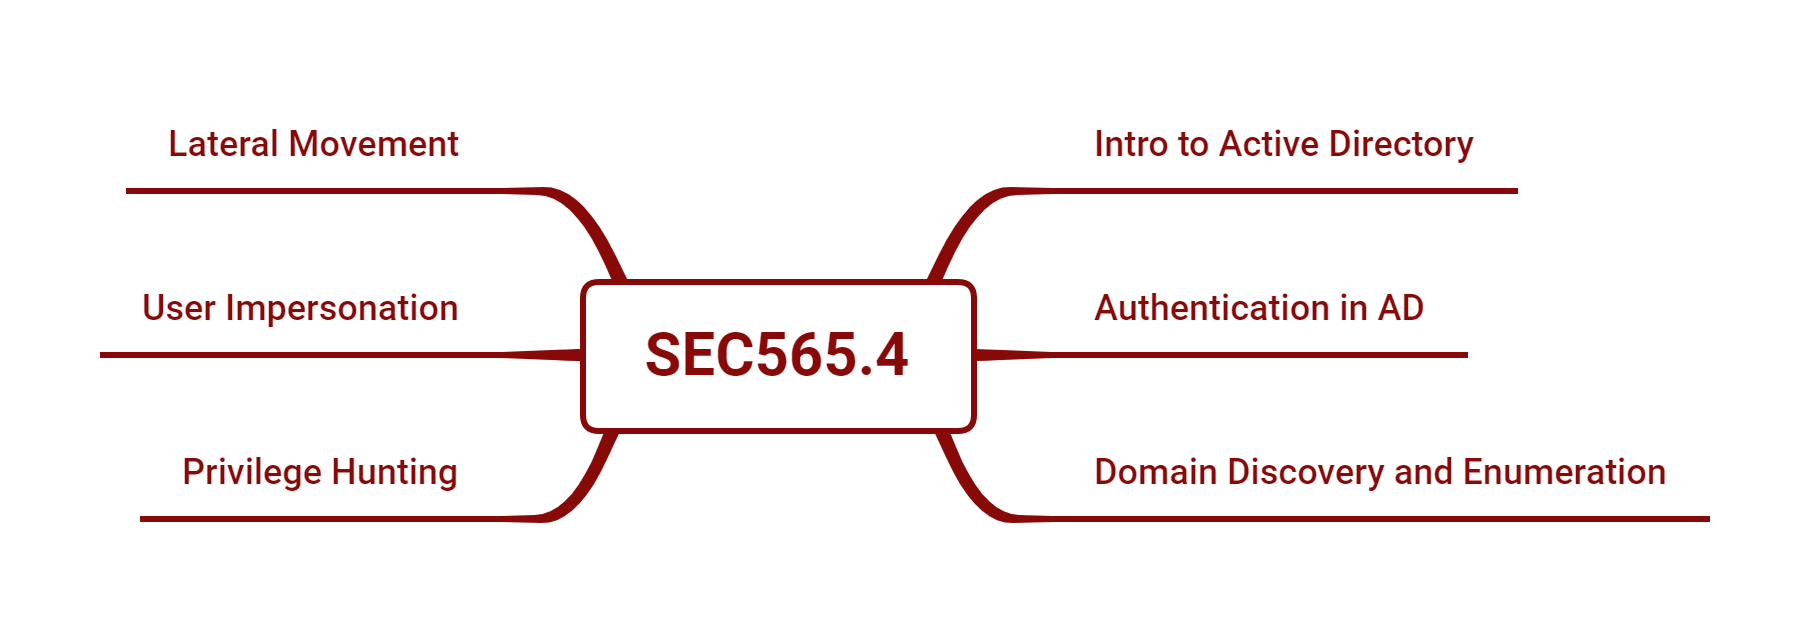 Lateral Movement
Intro to Active Directory
User Impersonation
Authentication in AD
SEC565.4
Privilege Hunting
Domain Discovery and Enumeration